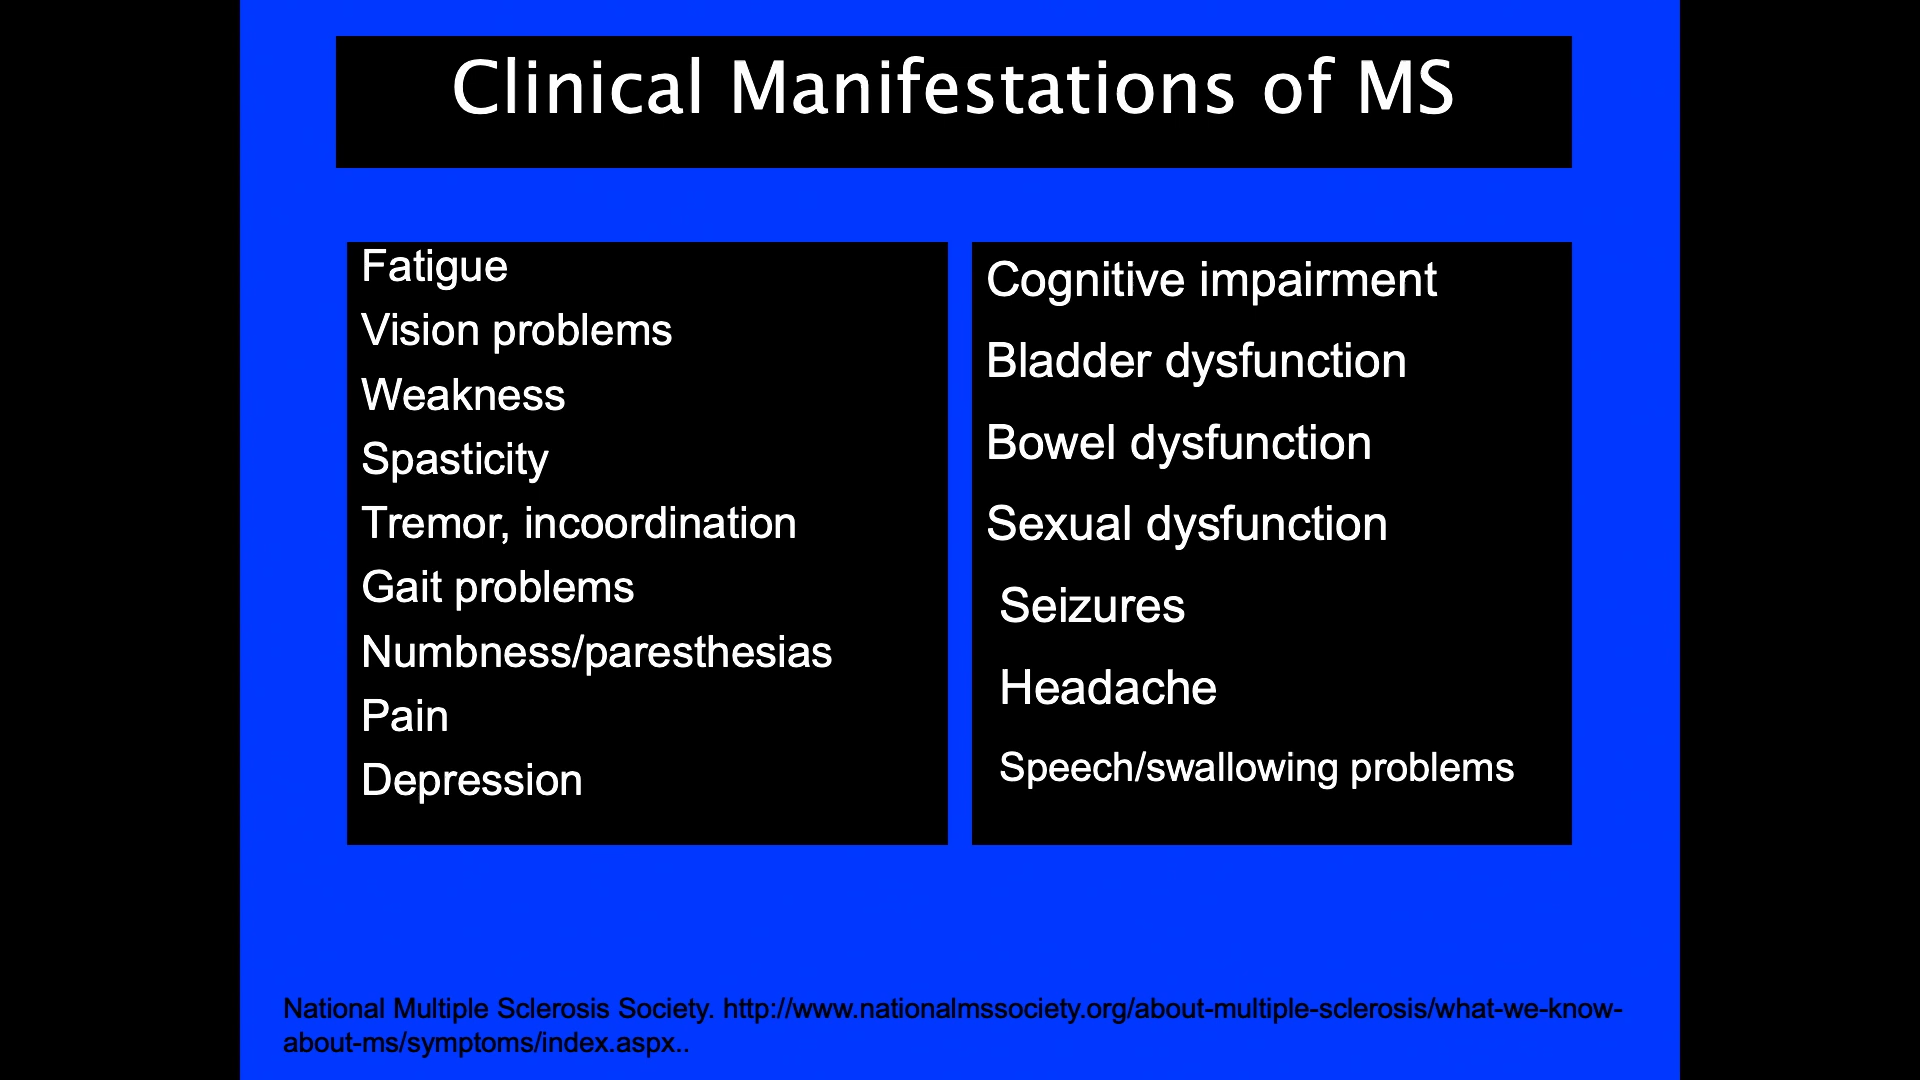 Clinical Manifestations of MS
Fatigue
Vision problems
Weakness
Spasticity
Tremor, incoordination
Gait problems
Numbness/paresthesias
Pain
Depression
Cognitive impairment
Bladder dysfunction
Bowel dysfunction
Sexual dysfunction
Seizures
Headache
Speech/swallowing problems
National Multiple Sclerosis Society. http://www.nationalmssociety.org/about-multiple-sclerosis/what-we-know-
about-ms/symptoms/index.aspx..